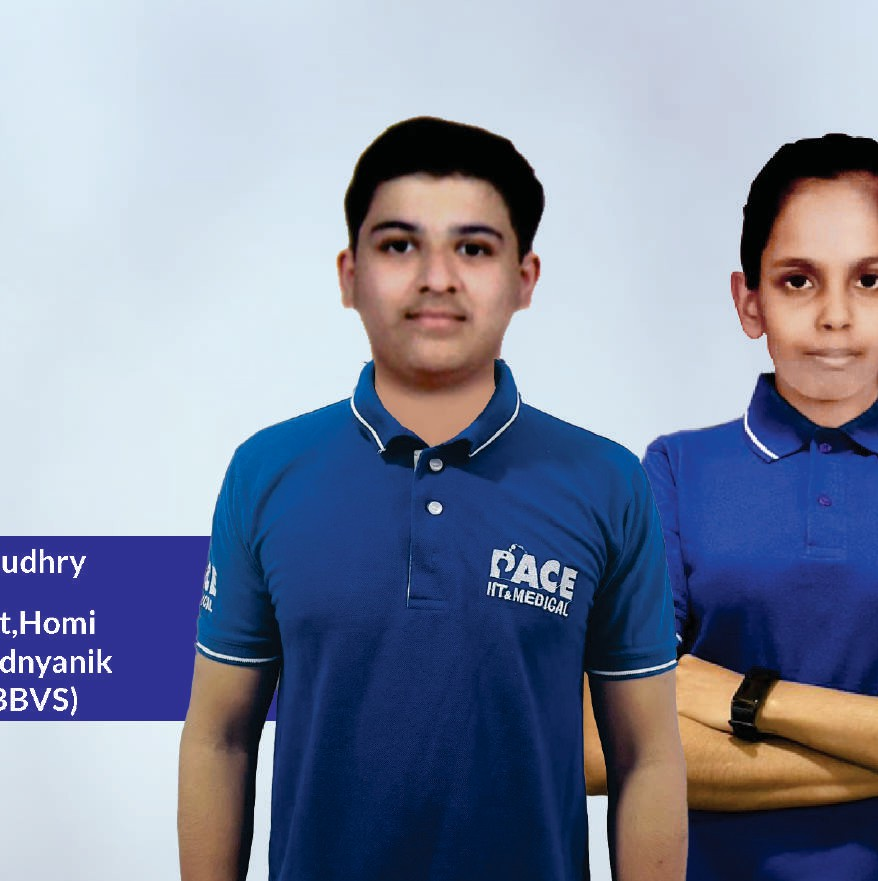 udhry
t,Homi
dnyanik
BBVS)
PACE
IIT & MEDICAL